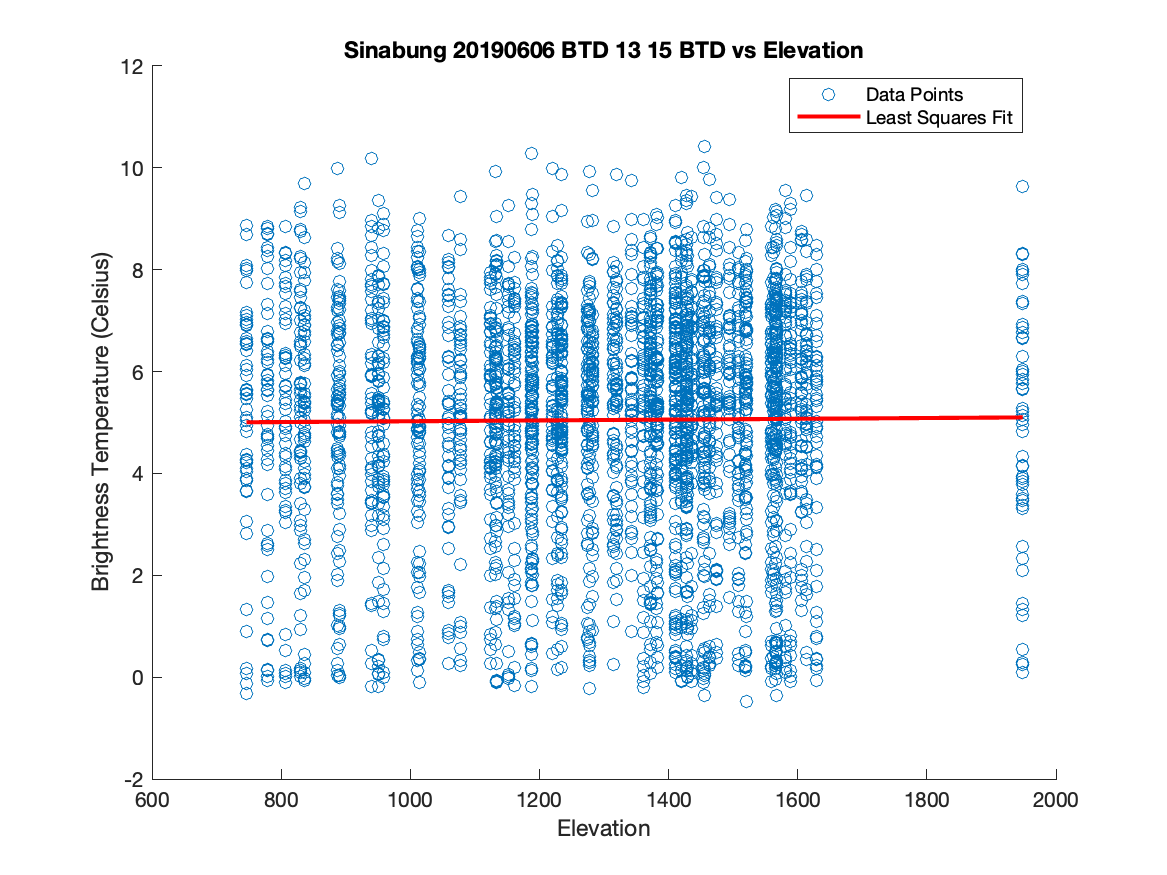 Sinabung 20190606 BTD 13 15 BTD vs Elevation
Data Points
Least Squares Fit
12
10
8
6
4
2
0
-2
Brightness Temperature (Celsius)
600 800 1000 1200 1400 1600 1800 2000
Elevation